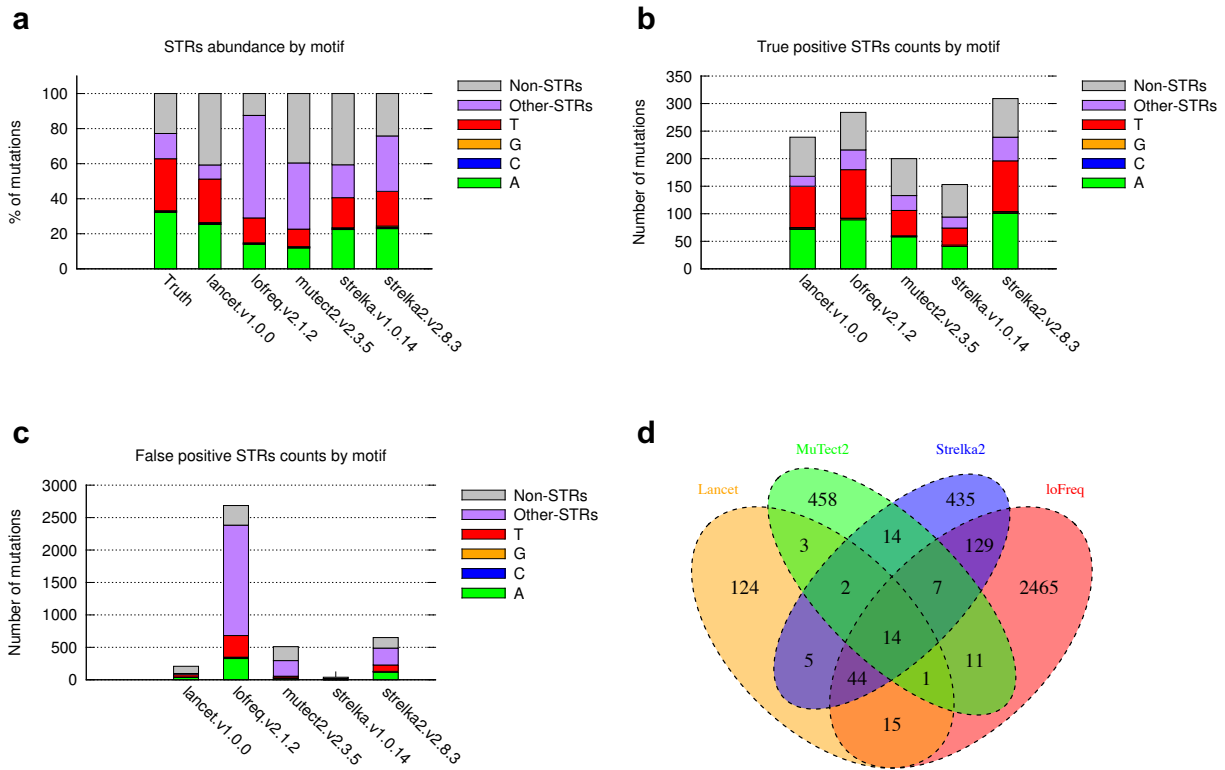 a
STRs abundance by motif
% of mutations
100
80
60
40
20
0
Truth
lancet.v1.0.0
lofreq.v2.1.2
mutect2.v2.3.5
strelka.v1.0.14
strelka2.v2.8.3
Non-STRs
Other-STRs
T
G
C
A
b
True positive STRs counts by motif
Number of mutations
350
300
250
200
150
100
50
0
lancet.v1.0.0
lofreq.v2.1.2
mutect2.v2.3.5
strelka.v1.0.14
strelka2.v2.8.3
Non-STRs
Other-STRs
T
G
C
A
c
False positive STRs counts by motif
Number of mutations
3000
2500
2000
1500
1000
500
0
lancet.v1.0.0
lofreq.v2.1.2
mutect2.v2.3.5
strelka.v1.0.14
strelka2.v2.8.3
Non-STRs
Other-STRs
T
G
C
A
d
MuTect2
Strelka2
Lancet
loFreq
458
435
3
14
129
124
2
7
2465
14
5
44
1
11
15